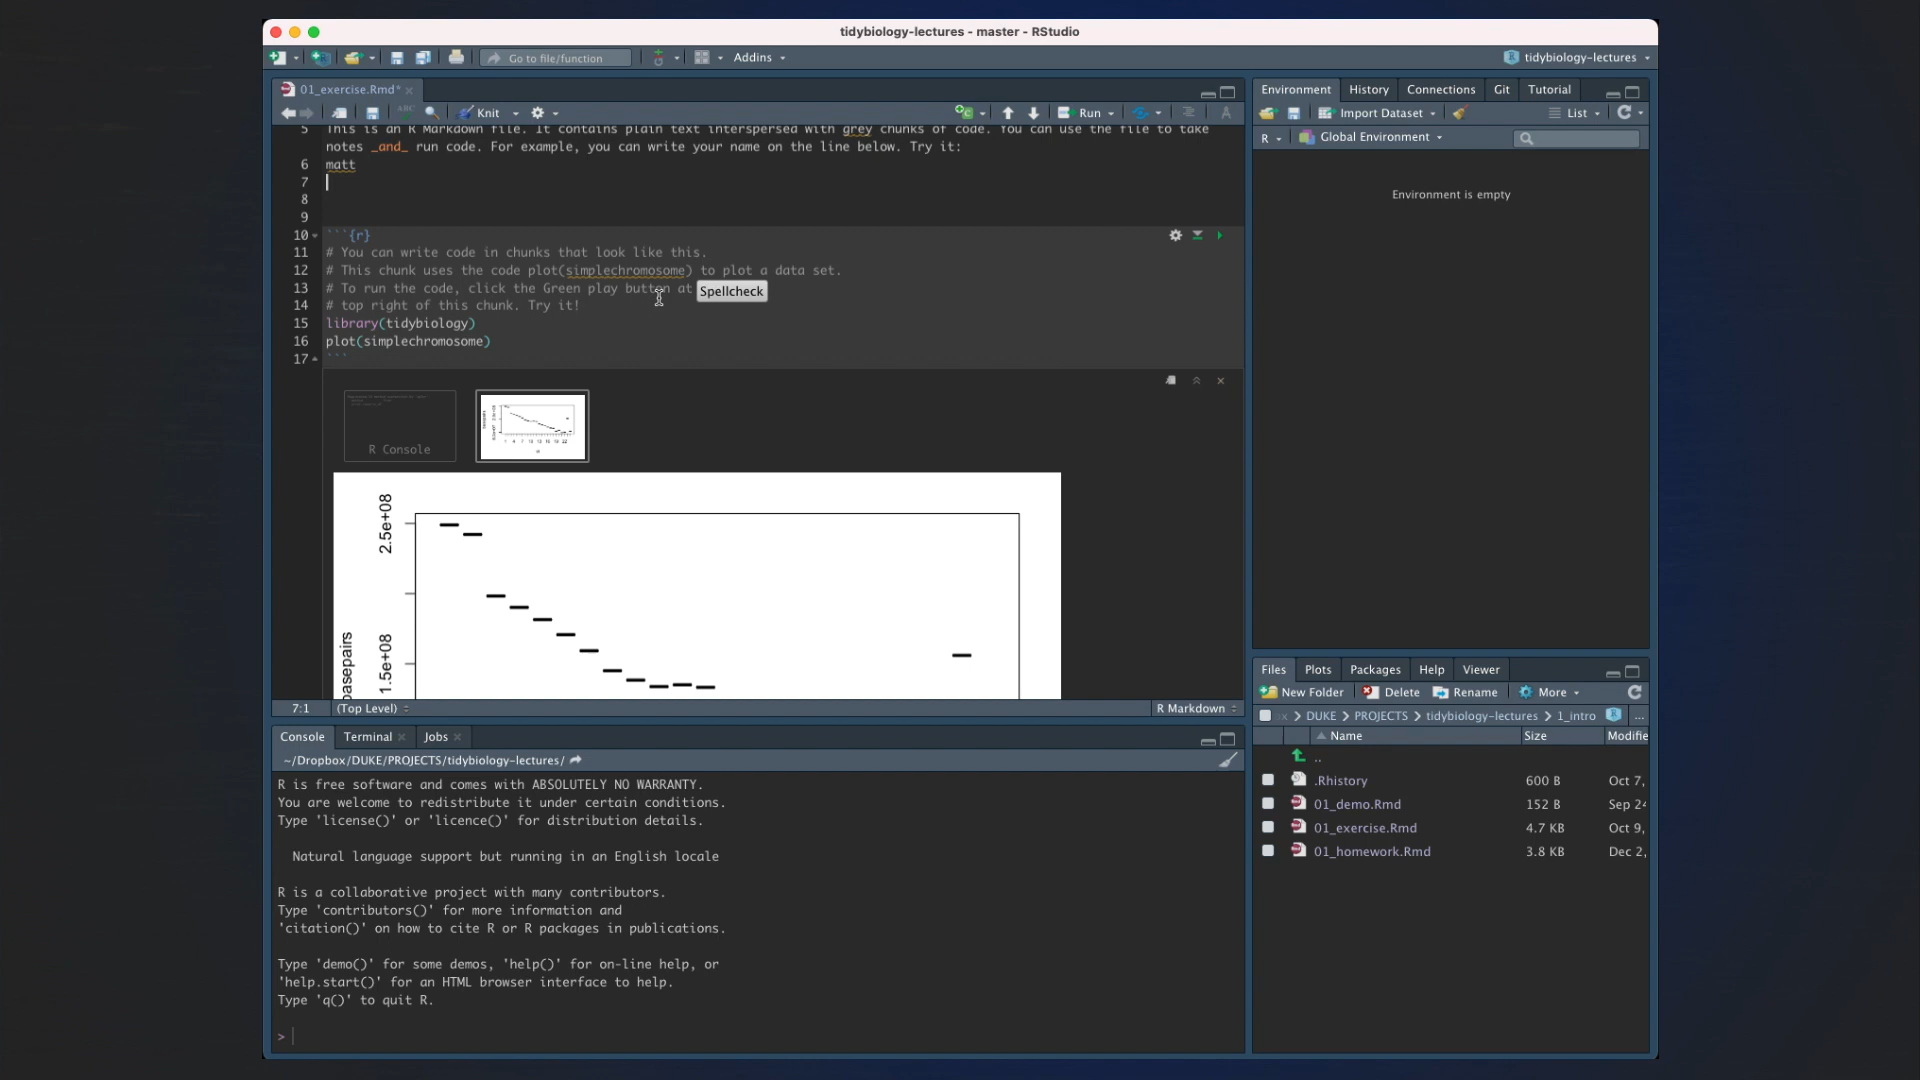 tidybiology-lectures - master - RStudio
Go to file/function
Addins
tidybiology-lectures
01_exercise.Rmd*
Knit
Run
5 This is an R Markdown file. It contains plain text interspersed with grey chunks of code. You can use the file to take
notes _and_ run code. For example, you can write your name on the line below. Try it:
6 matt
7
8
9
10 ```{r}
11 # You can write code in chunks that look like this.
12 # This chunk uses the code plot(simplechromosome) to plot a data set.
13 # To run the code, click the Green play button at
Spellcheck
14 # top right of this chunk. Try it!
15 library(tidybiology)
16 plot(simplechromosome)
17 ```
R Console
2.5e+08
1.5e+08
basepairs
7:1 (Top Level) R Markdown
Console Terminal Jobs
~/Dropbox/DUKE/PROJECTS/tidybiology-lectures/
R is free software and comes with ABSOLUTELY NO WARRANTY.
You are welcome to redistribute it under certain conditions.
Type 'license()' or 'licence()' for distribution details.
Natural language support but running in an English locale
R is a collaborative project with many contributors.
Type 'contributors()' for more information and
'citation()' on how to cite R or R packages in publications.
Type 'demo()' for some demos, 'help()' for on-line help, or
'help.start()' for an HTML browser interface to help.
Type 'q()' to quit R.
>
Environment History Connections Git Tutorial
Import Dataset List
R Global Environment
Environment is empty
Files Plots Packages Help Viewer
New Folder Delete Rename More
x > DUKE > PROJECTS > tidybiology-lectures > 1_intro ...
Name Size Modifie
..
.Rhistory 600 B Oct 7,
01_demo.Rmd 152 B Sep 24
01_exercise.Rmd 4.7 KB Oct 9,
01_homework.Rmd 3.8 KB Dec 2,